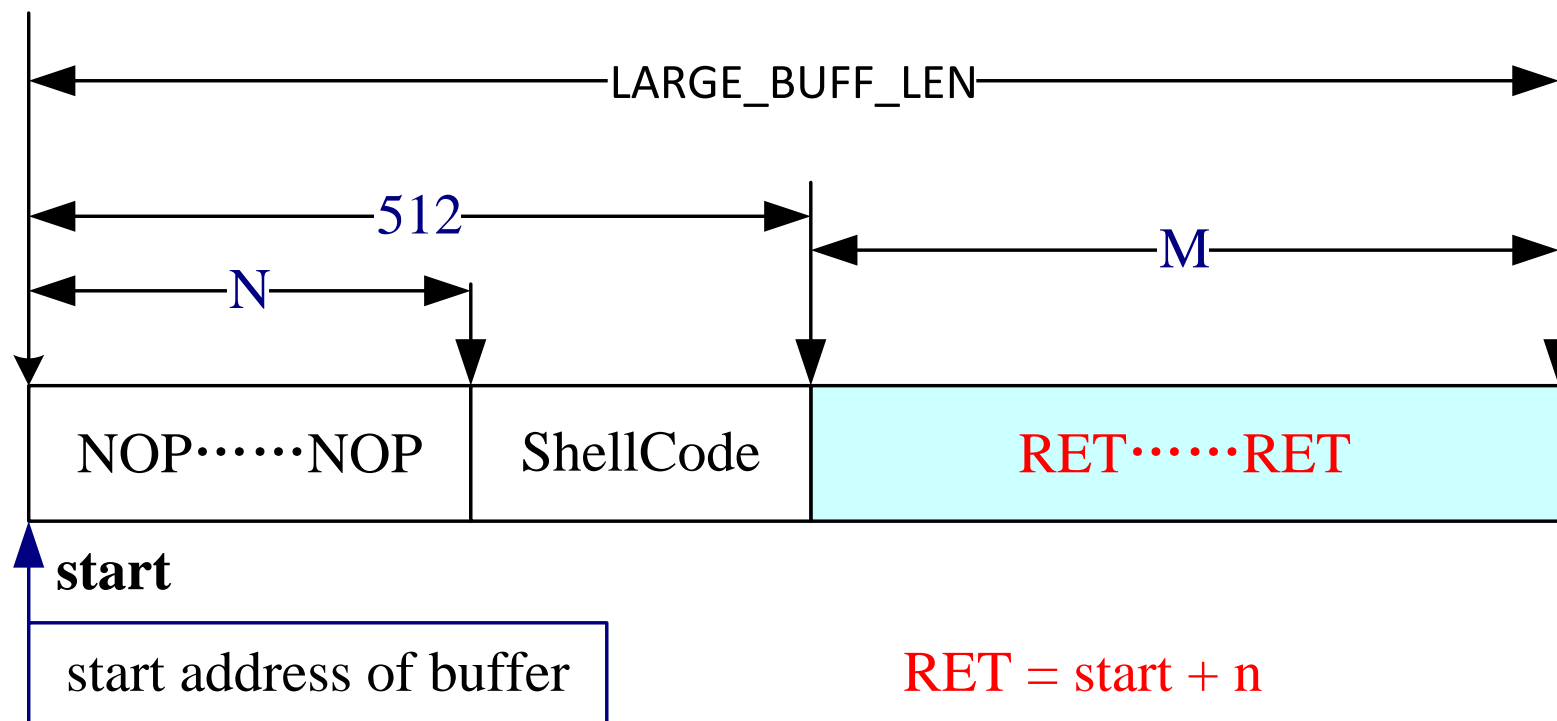 LARGE_BUFF_LEN
512
M
N
NOP……NOP
ShellCode
RET……RET
start
start address of buffer
RET = start + n